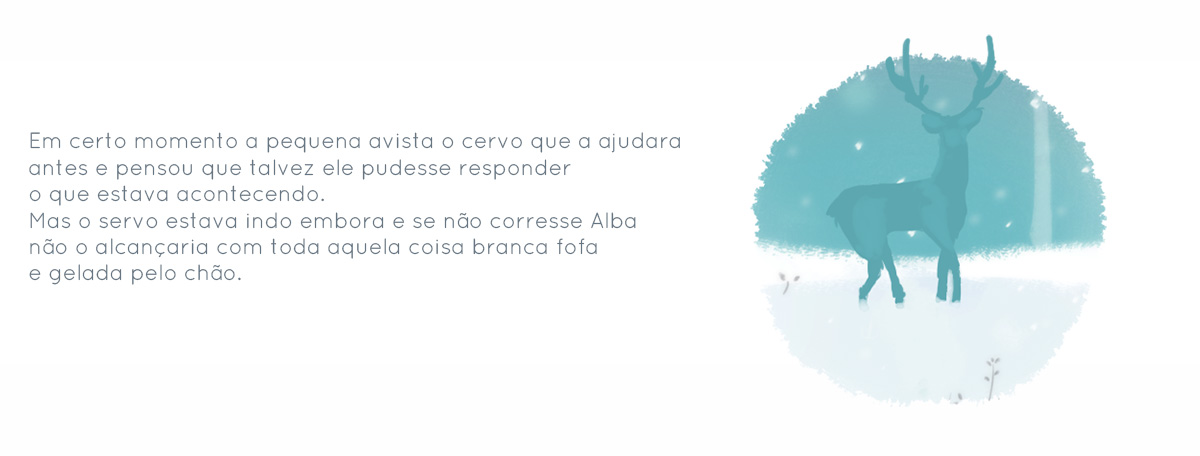 Em certo momento a pequena avista o cervo que a ajudara
antes e pensou que talvez ele pudesse responder
o que estava acontecendo.
Mas o servo estava indo embora e se não corresse Alba
não o alcançaria com toda aquela coisa branca fofa
e gelada pelo chão.